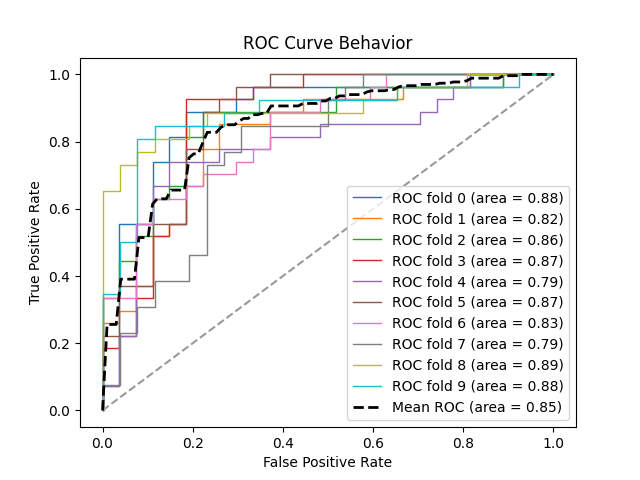 ROC Curve Behavior
True Positive Rate
1.0
0.8
0.6
0.4
0.2
0.0
ROC fold 0 (area = 0.88)
ROC fold 1 (area = 0.82)
ROC fold 2 (area = 0.86)
ROC fold 3 (area = 0.87)
ROC fold 4 (area = 0.79)
ROC fold 5 (area = 0.87)
ROC fold 6 (area = 0.83)
ROC fold 7 (area = 0.79)
ROC fold 8 (area = 0.89)
ROC fold 9 (area = 0.88)
Mean ROC (area = 0.85)
0.0 0.2 0.4 0.6 0.8 1.0
False Positive Rate